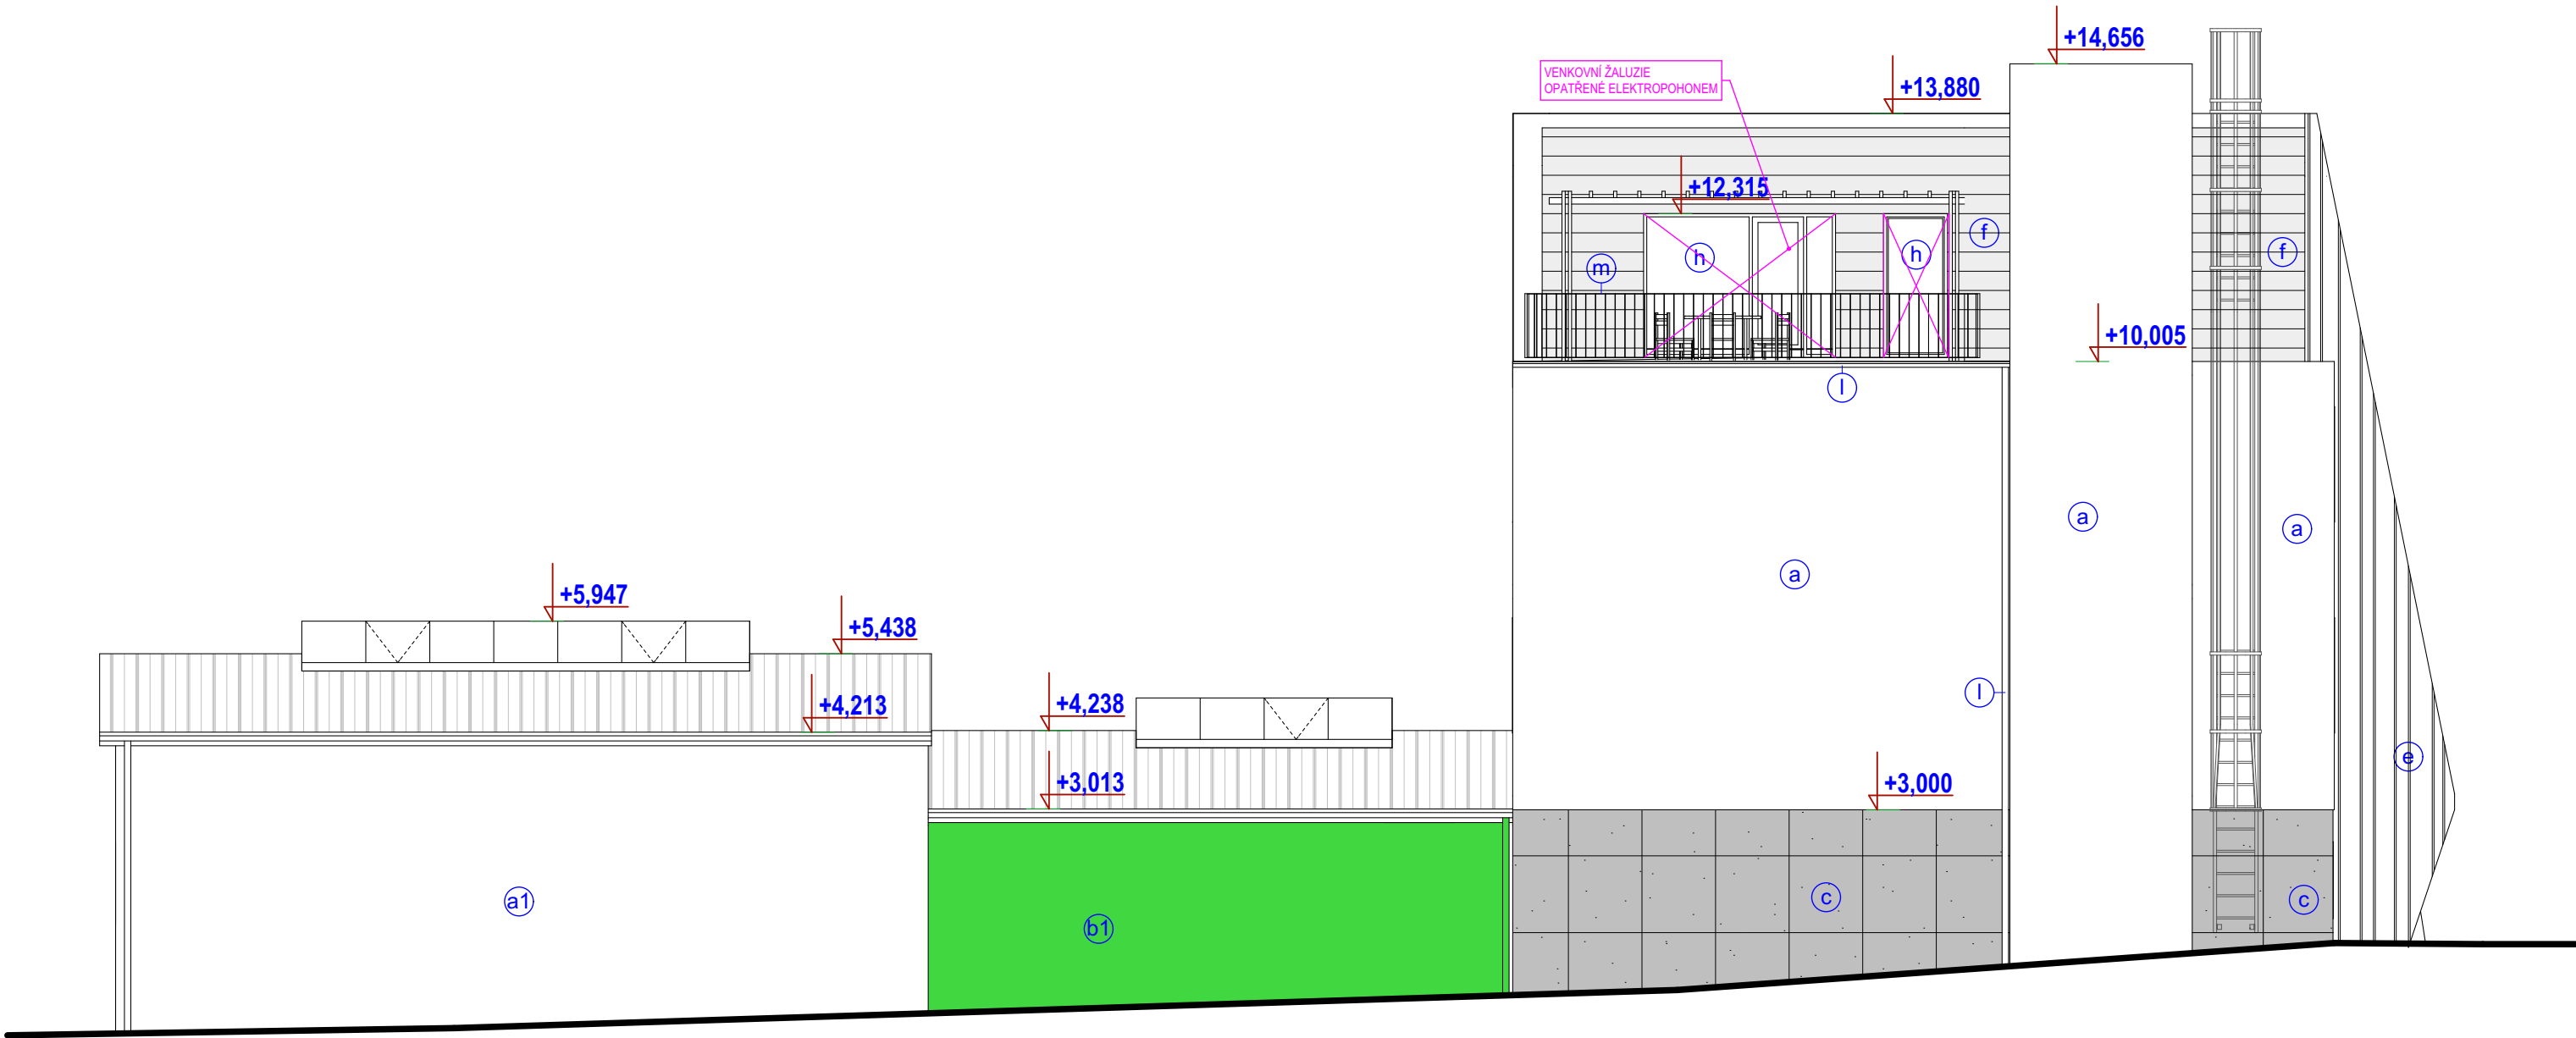 +14,656
VENKOVNÍ ŽALUZIE
OPATŘENÉ ELEKTROPOHONEM
+13,880
+12,315
f
h
h
f
m
+10,005
l
a
a
a
+5,947
+5,438
l
+4,213
+4,238
e
+3,013
+3,000
a1
b1
c
c